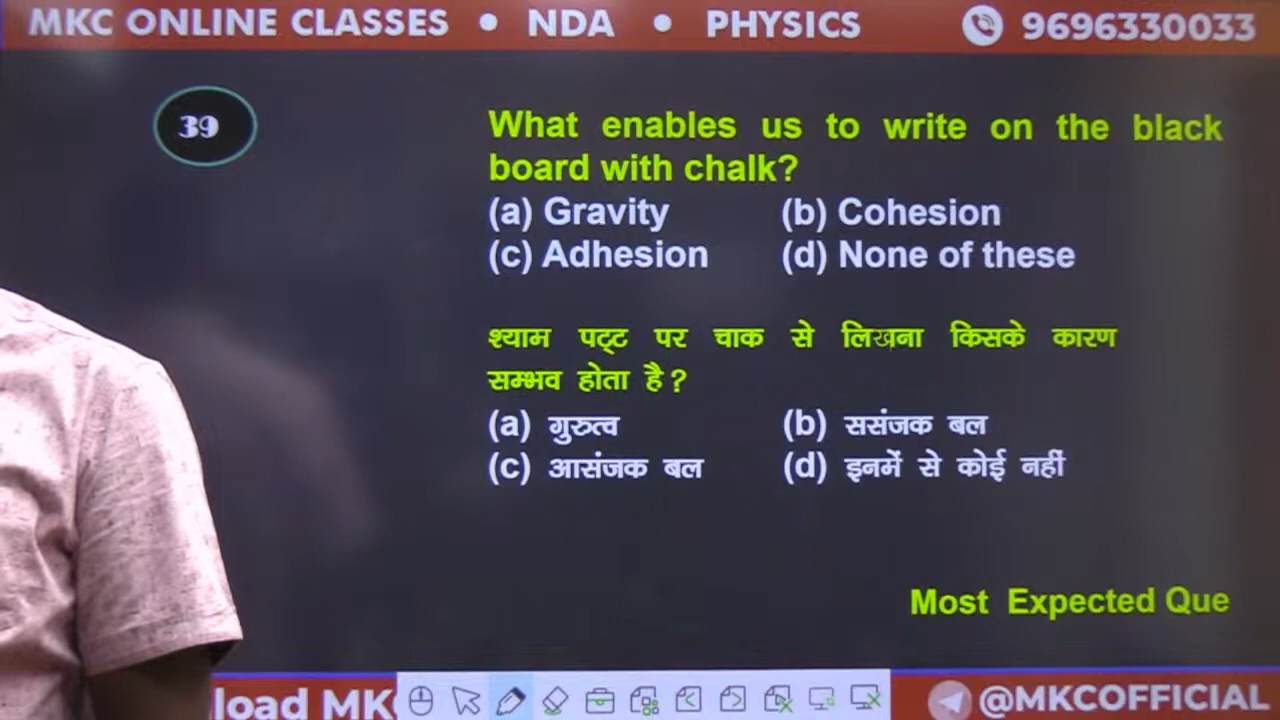 MKC ONLINE CLASSES • NDA • PHYSICS 9696330033
39
What enables us to write on the black
board with chalk?
(a) Gravity (b) Cohesion
(c) Adhesion (d) None of these
श्याम पट्ट पर चाक से लिखना किसके कारण
सम्भव होता है?
(a) गुरुत्व (b) ससंजक बल
(c) आसंजक बल (d) इनमें से कोई नहीं
Most Expected Que
load MK @MKCOFFICIAL